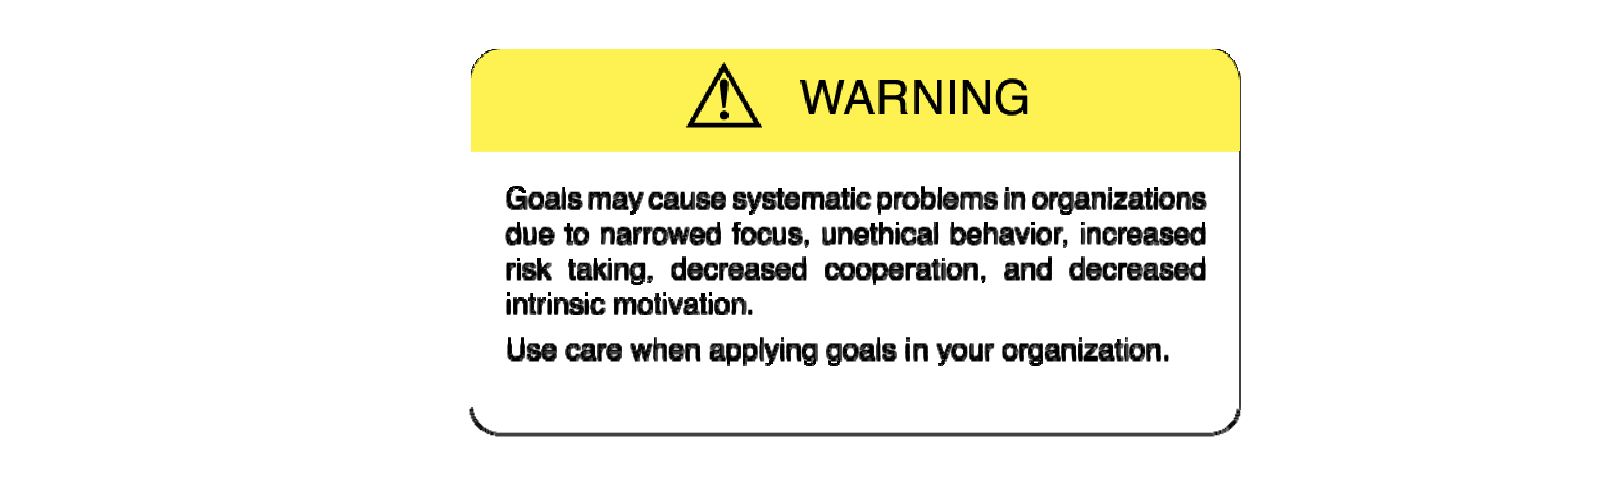 WARNING
Goals may cause systematic problems in organizations
due to narrowed focus, unethical behavior, increased
risk taking, decreased cooperation, and decreased
intrinsic motivation.
Use care when applying goals in your organization.